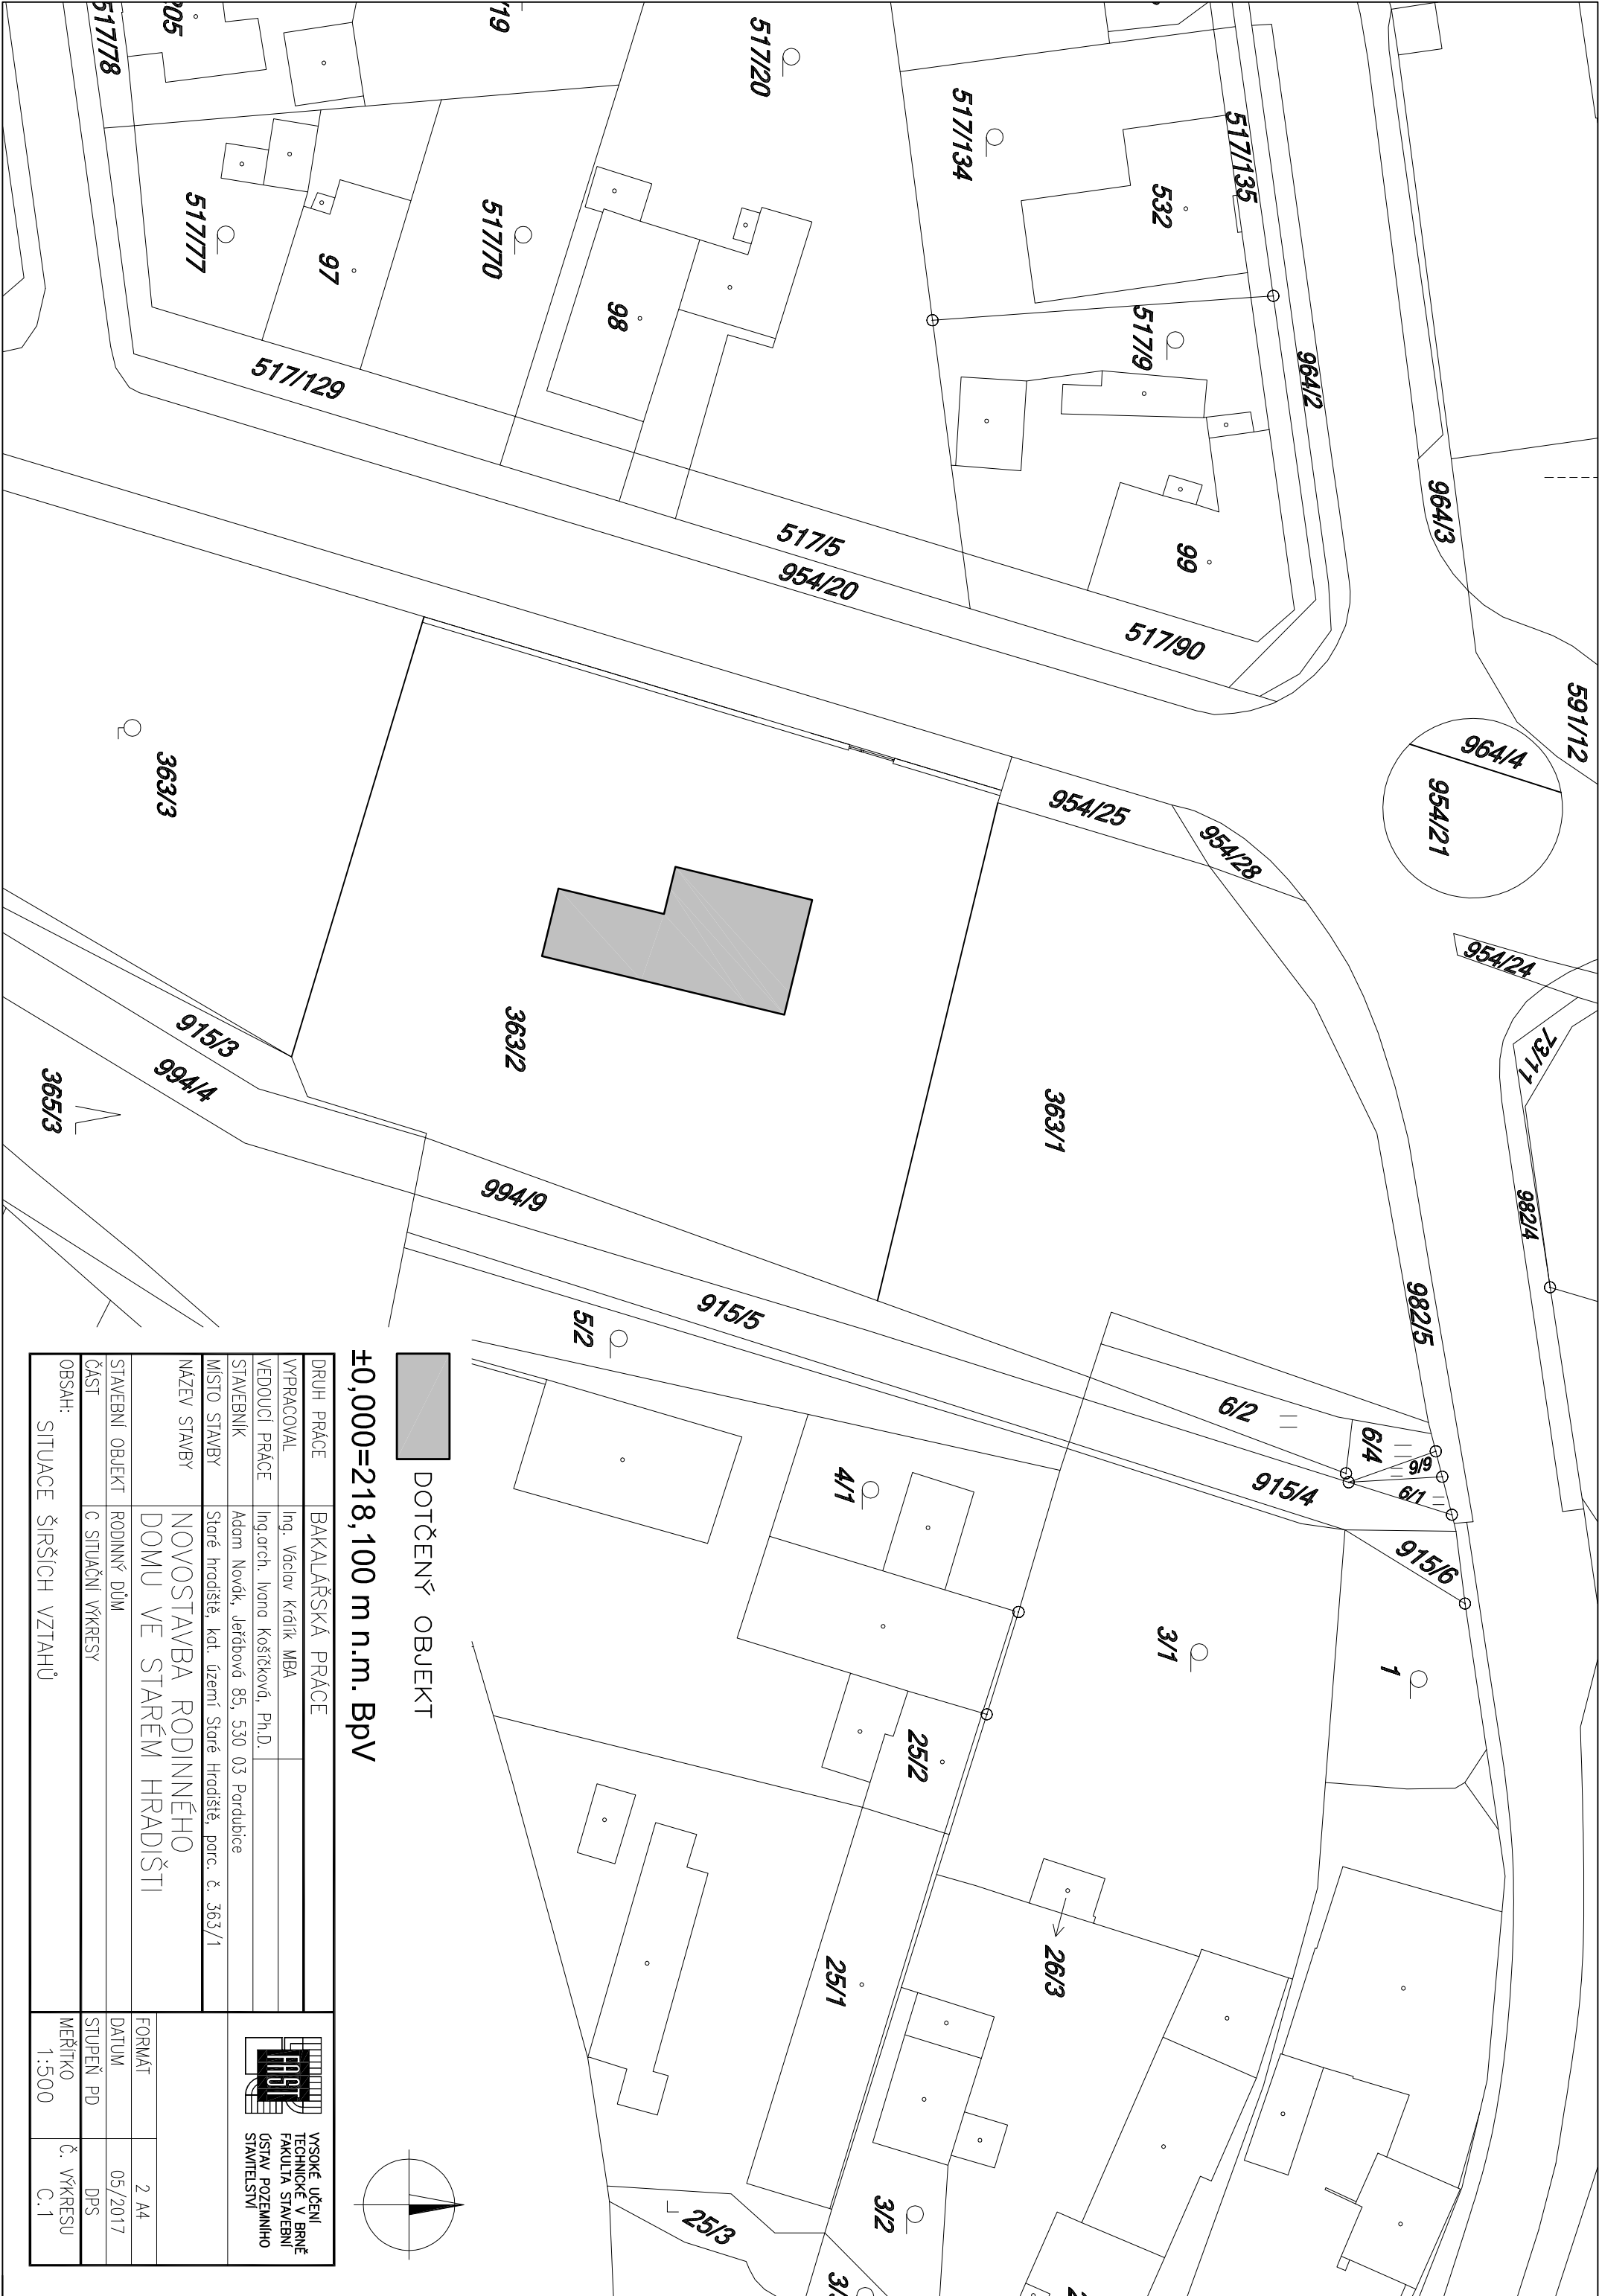 591/12
964/4
954/21
954/24
73/11
982/4
964/3
964/2
517/135
532
517/134
517/9
99
517/90
954/28
954/25
982/5
6/2
6/4
9/9
6/1
915/4
915/6
1
3/1
363/1
26/3
517/20
517/5
954/20
98
517/70
517/19
97
517/77
517/78
517/129
363/2
363/3
915/3
994/4
365/3
994/9
915/5
5/2
4/1
25/2
25/1
3/2
25/3
DOTČENÝ OBJEKT
±0,000=218,100 m n.m. BpV
DRUH PRÁCE BAKALÁŘSKÁ PRÁCE
VYPRACOVAL Ing. Václav Králík MBA
VEDOUCÍ PRÁCE Ing.arch. Ivana Košíčková, Ph.D.
STAVEBNÍK Adam Novák, Jeřábová 85, 530 03 Pardubice
MÍSTO STAVBY Staré hradiště, kat. území Staré Hradiště, parc. č. 363/1
NÁZEV STAVBY NOVOSTAVBA RODINNÉHO
DOMU VE STARÉM HRADIŠTI
STAVEBNÍ OBJEKT RODINNÝ DŮM
ČÁST C SITUAČNÍ VÝKRESY
OBSAH:
SITUACE ŠIRŠÍCH VZTAHŮ
FAST
VYSOKÉ UČENÍ
TECHNICKÉ V BRNĚ
FAKULTA STAVEBNÍ
ÚSTAV POZEMNÍHO
STAVITELSTVÍ
FORMÁT 2 A4
DATUM 05/2017
STUPEŇ PD DPS
MĚŘÍTKO Č. VÝKRESU
1:500 C.1